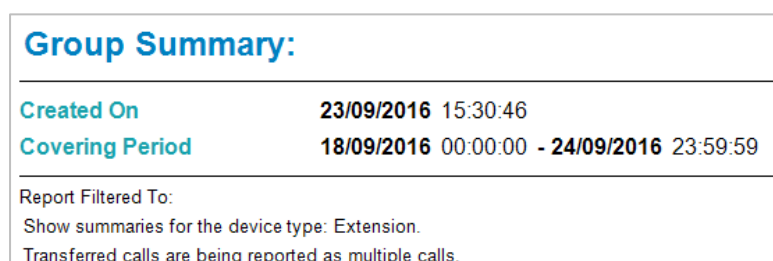 Group Summary:
Created On 23/09/2016 15:30:46
Covering Period 18/09/2016 00:00:00 - 24/09/2016 23:59:59
Report Filtered To:
Show summaries for the device type: Extension.
Transferred calls are being reported as multiple calls.